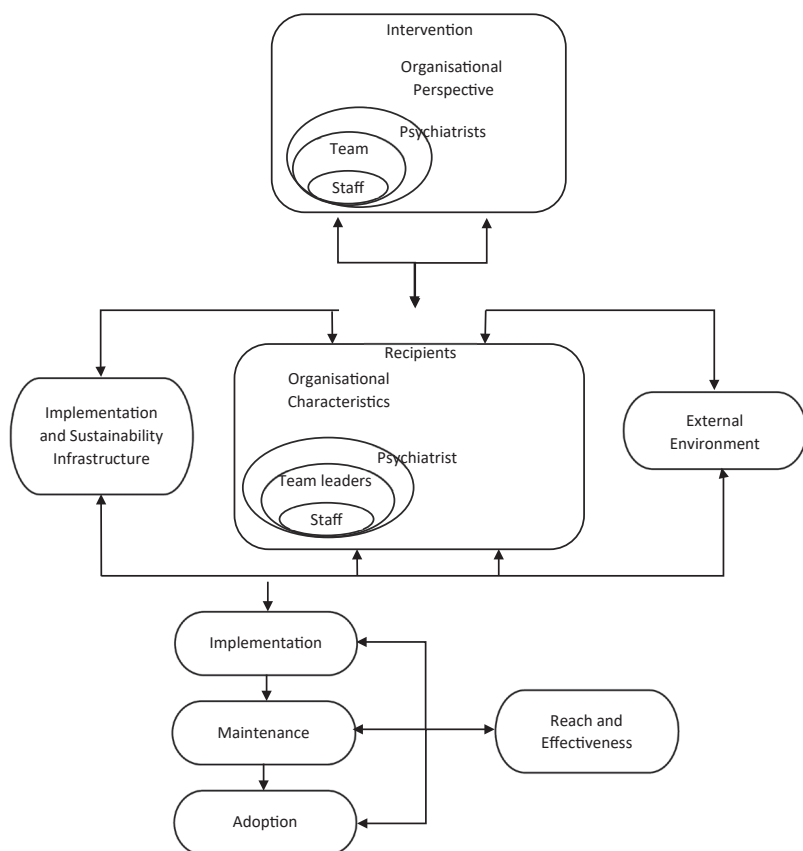 Intervention
Organisational
Perspective
Psychiatrists
Team
Staff
Recipients
Organisational
Characteristics
Psychiatrist
Team leaders
Staff
Implementation
and Sustainability
Infrastructure
External
Environment
Implementation
Maintenance
Adoption
Reach and
Effectiveness